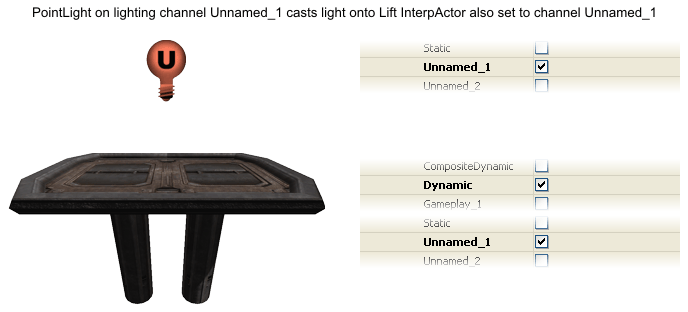 PointLight on lighting channel Unnamed_1 casts light onto Lift InterpActor also set to channel Unnamed_1
U
Static
Unnamed_1
Unnamed_2
CompositeDynamic
Dynamic
Gameplay_1
Static
Unnamed_1
Unnamed_2